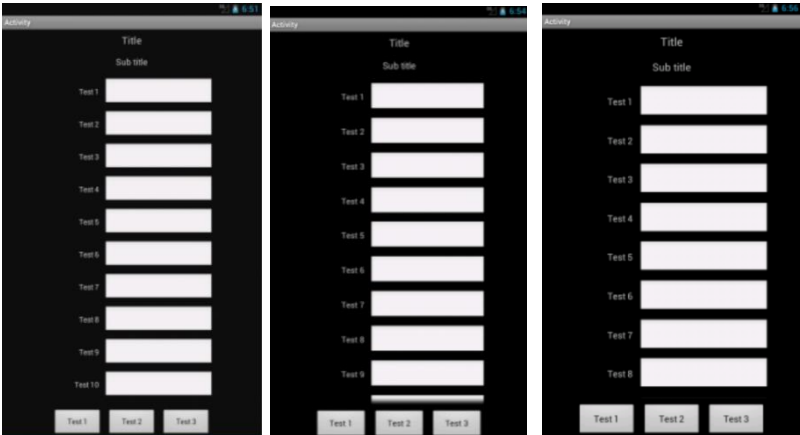 6:51
Activity
Title
Sub title
Test 1
Test 2
Test 3
Test 4
Test 5
Test 6
Test 7
Test 8
Test 9
Test 10
Test 1 Test 2 Test 3
6:54
Activity
Title
Sub title
Test 1
Test 2
Test 3
Test 4
Test 5
Test 6
Test 7
Test 8
Test 9
Test 1 Test 2 Test 3
6:56
Activity
Title
Sub title
Test 1
Test 2
Test 3
Test 4
Test 5
Test 6
Test 7
Test 8
Test 1 Test 2 Test 3